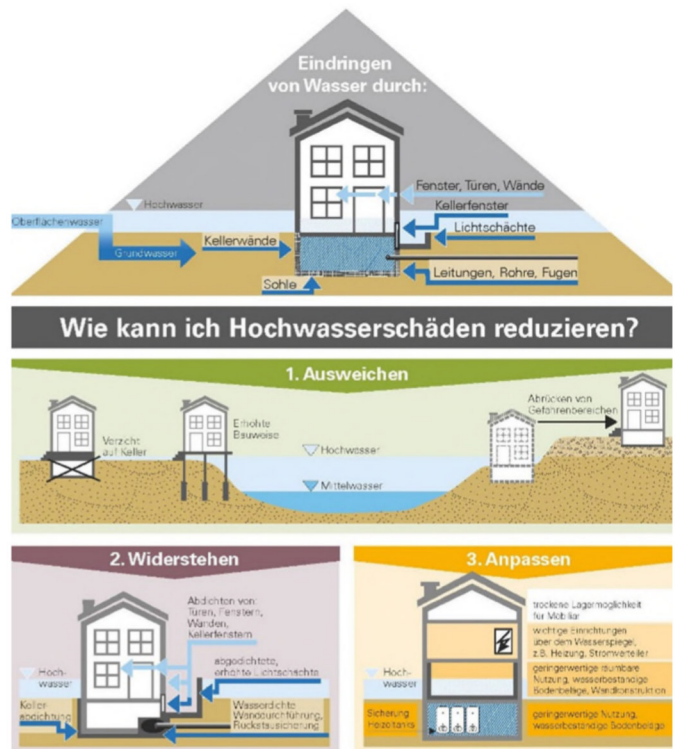 Eindringen
von Wasser durch:
Hochwasser
Fenster, Türen, Wände
Oberflächenwasser
Kellerfenster
Lichtschächte
Kellerwände
Grundwasser
Leitungen, Rohre, Fugen
Sohle
Wie kann ich Hochwasserschäden reduzieren?
1. Ausweichen
Verzicht
auf Keller
Erhöhte
Bauweise
Hochwasser
Mittelwasser
Abrücken von
Gefahrenbereichen
2. Widerstehen
Abdichten von:
Türen, Fenstern,
Wänden,
Kellerfenstern
Hoch-
wasser
abgedichtete,
erhöhte Lichtschächte
Keller-
abdichtung
Wasserdichte
Wanddurchführung,
Rückstausicherung
3. Anpassen
trockene Lagermöglichkeit
für Mobiliar
wichtige Einrichtungen
über dem Wasserspiegel,
z.B. Heizung, Stromverteiler
Hoch-
wasser
geringerwertige räumbare
Nutzung, wasserbeständige
Bodenbeläge, Wandkonstruktion
Sicherung
Heizöltanks
geringerwertige Nutzung,
wasserbeständige Bodenbeläge